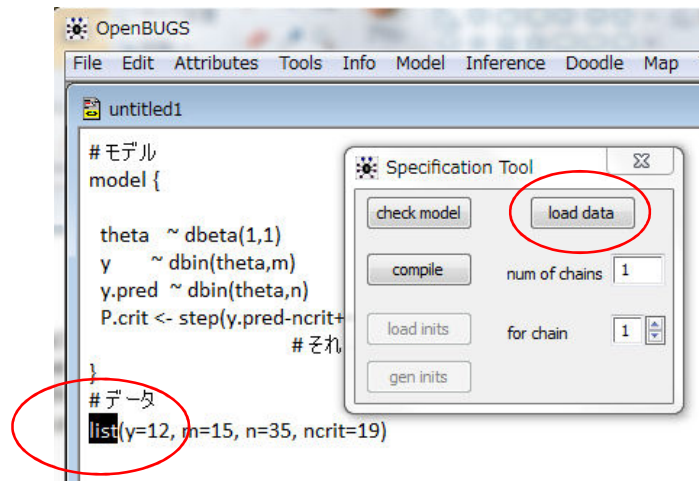 OpenBUGS
File Edit Attributes Tools Info Model Inference Doodle Map
untitled1
#モデル
model {
theta ~ dbeta(1,1)
y ~ dbin(theta,m)
y.pred ~ dbin(theta,n)
P.crit <- step(y.pred-ncrit+
#それ
}
#データ
list(y=12, m=15, n=35, ncrit=19)
Specification Tool
check model load data
compile num of chains 1
load inits for chain 1
gen inits